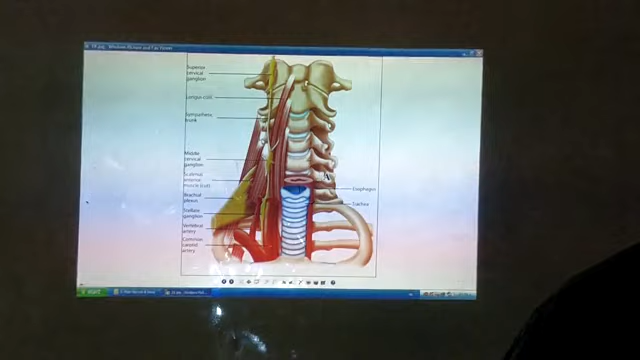 Superior
cervical
ganglion
Longus colli
Sympathetic
trunk
Middle
cervical
ganglion
Scalenus
anterior
muscle (cut)
Brachial
plexus
Stellate
ganglion
Vertebral
artery
Common
carotid
artery
A
Esophagus
Trachea
start